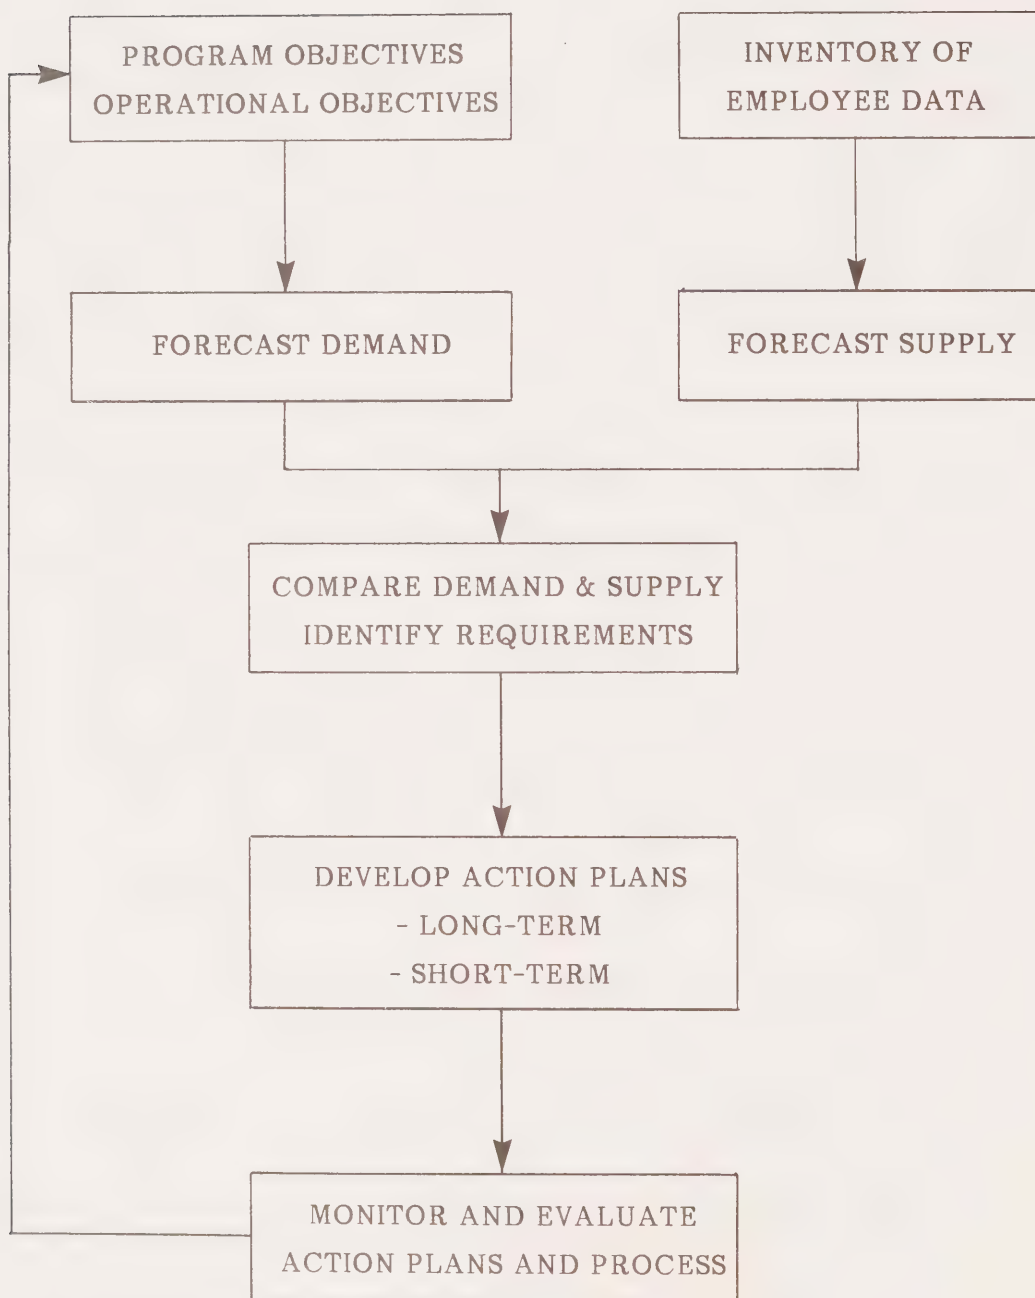 PROGRAM OBJECTIVES
OPERATIONAL OBJECTIVES
INVENTORY OF
EMPLOYEE DATA
FORECAST DEMAND
FORECAST SUPPLY
COMPARE DEMAND & SUPPLY
IDENTIFY REQUIREMENTS
DEVELOP ACTION PLANS
- LONG-TERM
- SHORT-TERM
MONITOR AND EVALUATE
ACTION PLANS AND PROCESS